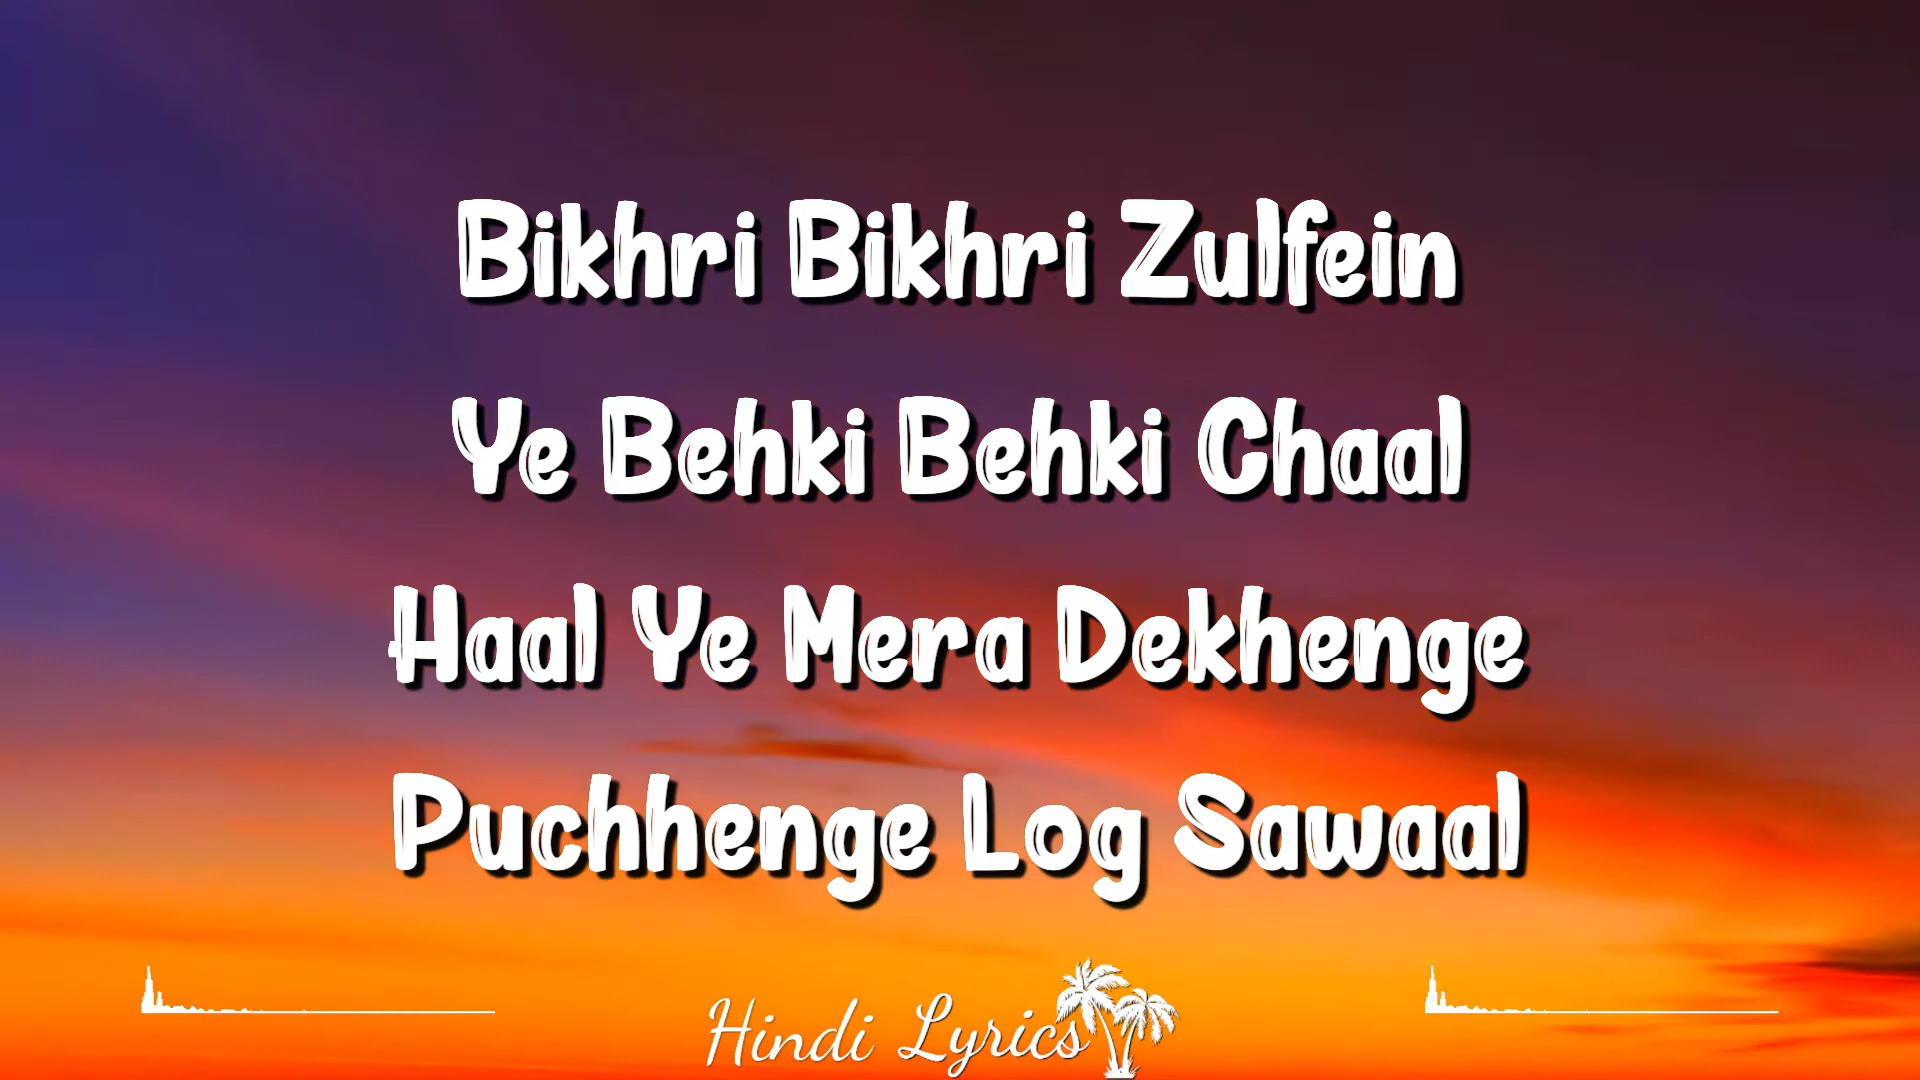 Bikhri Bikhri Zulfein
Ye Behki Behki Chaal
Haal Ye Mera Dekhenge
Puchhenge Log Sawaal
Hindi Lyrics